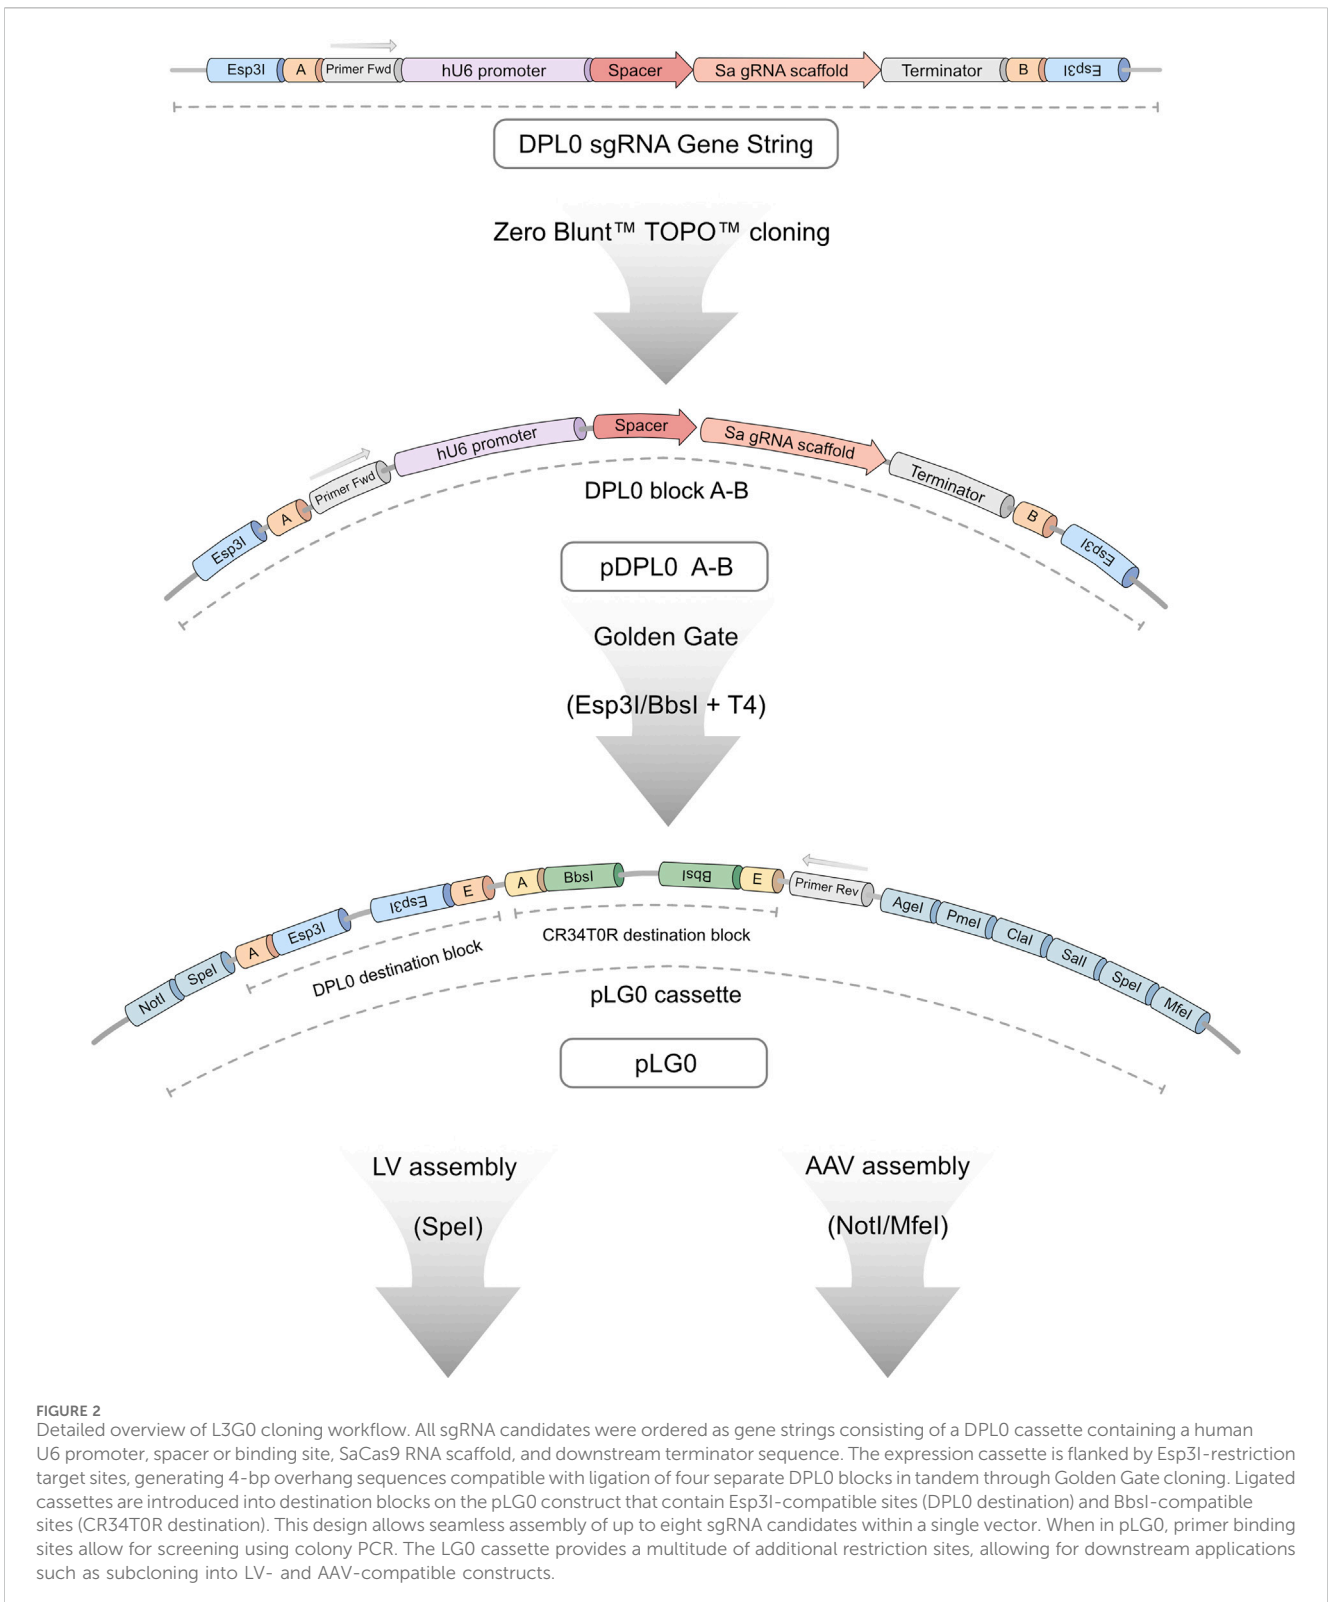 Esp3I A Primer Fwd hU6 promoter Spacer Sa gRNA scaffold Terminator B Esp3I
DPL0 sgRNA Gene String
Zero Blunt™ TOPO™ cloning
Esp3I A Primer Fwd hU6 promoter Spacer Sa gRNA scaffold Terminator B Esp3I
DPL0 block A-B
pDPL0 A-B
Golden Gate
(Esp3I/BbsI + T4)
NotI SpeI A Esp3I Esp3I E A BbsI BbsI E Primer Rev AgeI PmeI ClaI SalI SpeI MfeI
DPL0 destination block
CR34T0R destination block
pLG0 cassette
pLG0
LV assembly
(SpeI)
AAV assembly
(NotI/MfeI)
FIGURE 2
Detailed overview of L3G0 cloning workflow. All sgRNA candidates were ordered as gene strings consisting of a DPL0 cassette containing a human
U6 promoter, spacer or binding site, SaCas9 RNA scaffold, and downstream terminator sequence. The expression cassette is flanked by Esp3I-restriction
target sites, generating 4-bp overhang sequences compatible with ligation of four separate DPL0 blocks in tandem through Golden Gate cloning. Ligated
cassettes are introduced into destination blocks on the pLG0 construct that contain Esp3I-compatible sites (DPL0 destination) and BbsI-compatible
sites (CR34T0R destination). This design allows seamless assembly of up to eight sgRNA candidates within a single vector. When in pLG0, primer binding
sites allow for screening using colony PCR. The LG0 cassette provides a multitude of additional restriction sites, allowing for downstream applications
such as subcloning into LV- and AAV-compatible constructs.